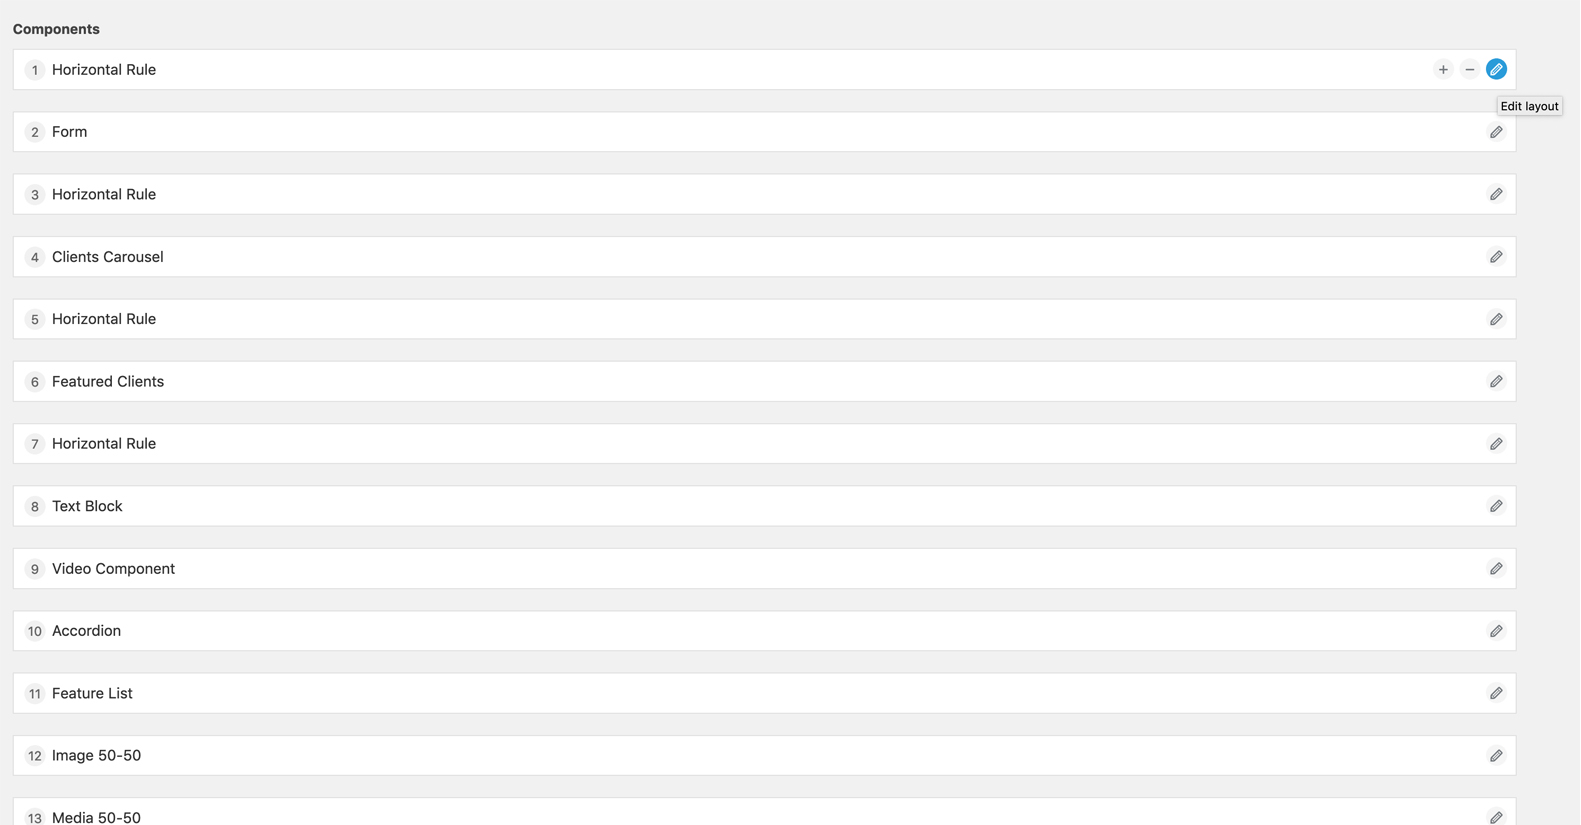 Components
1 Horizontal Rule
Edit layout
2 Form
3 Horizontal Rule
4 Clients Carousel
5 Horizontal Rule
6 Featured Clients
7 Horizontal Rule
8 Text Block
9 Video Component
10 Accordion
11 Feature List
12 Image 50-50
13 Media 50-50